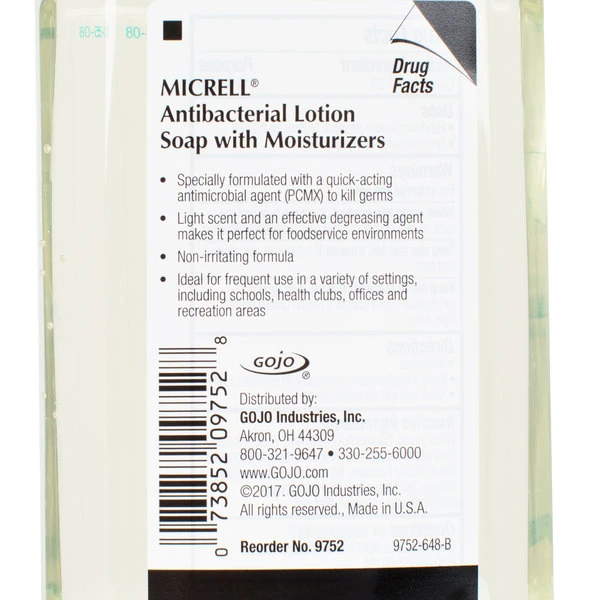 80-
Drug
Facts
MICRELL®
Antibacterial Lotion
Soap with Moisturizers
• Specially formulated with a quick-acting
antimicrobial agent (PCMX) to kill germs
• Light scent and an effective degreasing agent
makes it perfect for foodservice environments
• Non-irritating formula
• Ideal for frequent use in a variety of settings,
including schools, health clubs, offices and
recreation areas
0 73852 09752 8
GOJO®
Distributed by:
GOJO Industries, Inc.
Akron, OH 44309
800-321-9647 • 330-255-6000
www.GOJO.com
©2017. GOJO Industries, Inc.
All rights reserved., Made in U.S.A.
Reorder No. 9752
9752-648-B